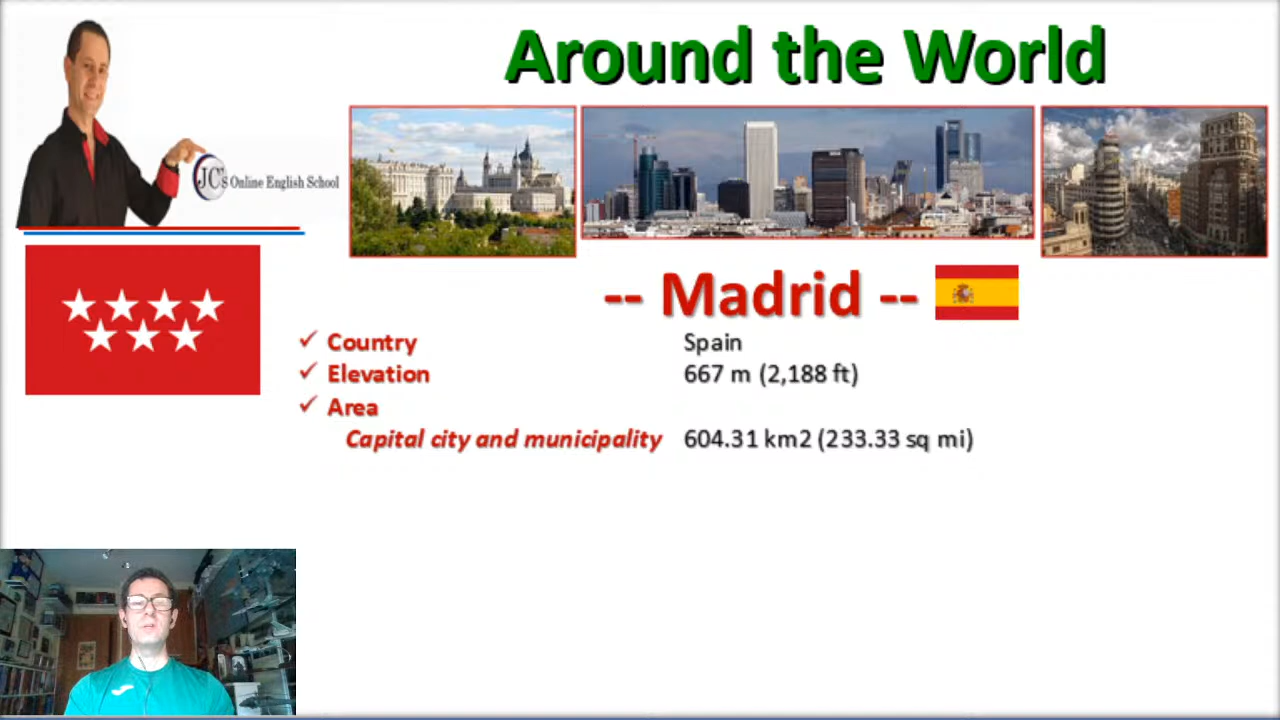 Around the World
JC's Online English School
-- Madrid --
✓ Country Spain
✓ Elevation 667 m (2,188 ft)
✓ Area
Capital city and municipality 604.31 km2 (233.33 sq mi)